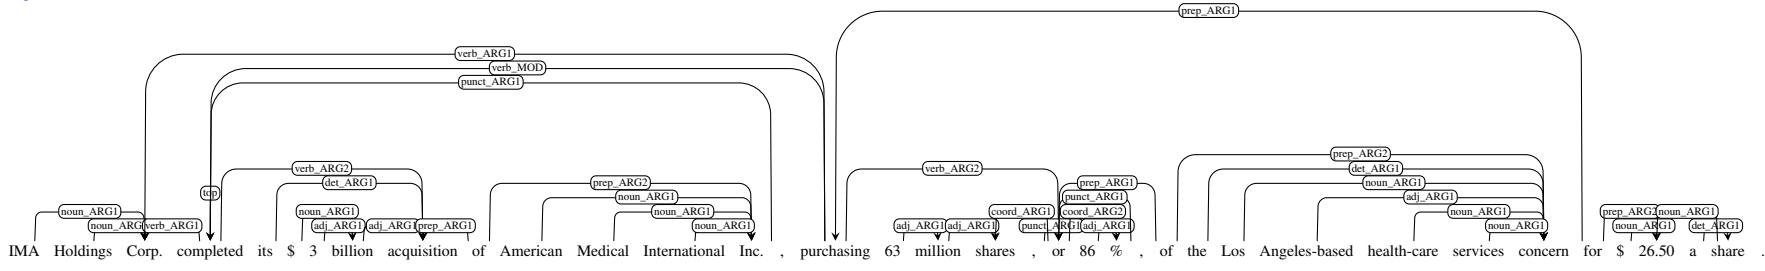 prep_ARG1
verb_ARG1
verb_MOD
punct_ARG1
prep_ARG2
verb_ARG2 verb_ARG2 det_ARG1
det_ARG1 prep_ARG2 prep_ARG1 noun_ARG1
top noun_ARG1 punct_ARG1 adj_ARG1
noun_ARG1 noun_ARG1 noun_ARG1 coord_ARG1 coord_ARG2 noun_ARG1 prep_ARG2 noun_ARG1
noun_ARG1 verb_ARG1 adj_ARG1 adj_ARG1 prep_ARG1 noun_ARG1 adj_ARG1 adj_ARG1 punct_ARG1 adj_ARG1 noun_ARG1 noun_ARG1 det_ARG1
IMA Holdings Corp. completed its $ 3 billion acquisition of American Medical International Inc. , purchasing 63 million shares , or 86 % , of the Los Angeles-based health-care services concern for $ 26.50 a share .